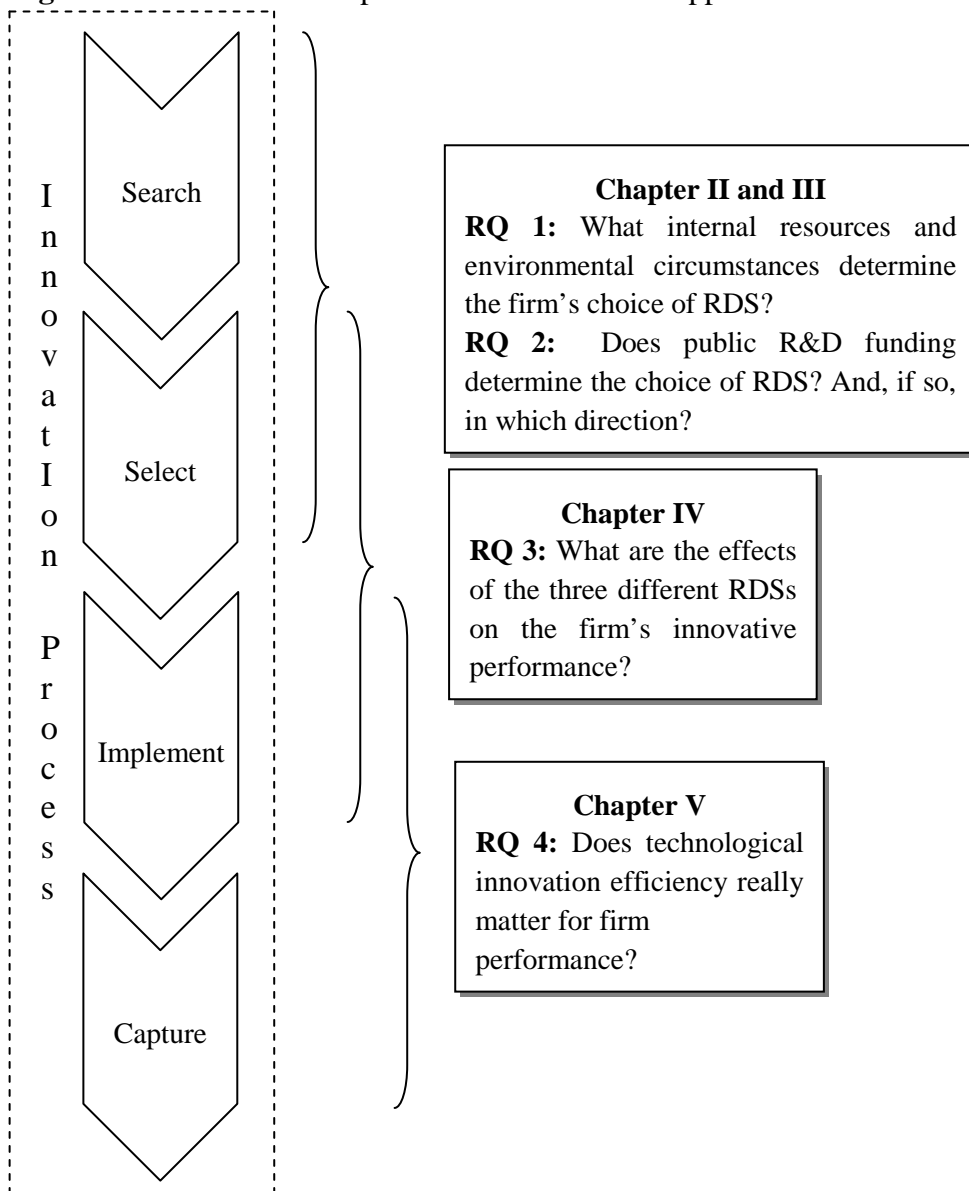 InnovatIon Process
Search
Select
Implement
Capture
Chapter II and III
RQ 1: What internal resources and
environmental circumstances determine
the firm's choice of RDS?
RQ 2: Does public R&D funding
determine the choice of RDS? And, if so,
in which direction?
Chapter IV
RQ 3: What are the effects
of the three different RDSs
on the firm's innovative
performance?
Chapter V
RQ 4: Does technological
innovation efficiency really
matter for firm
performance?